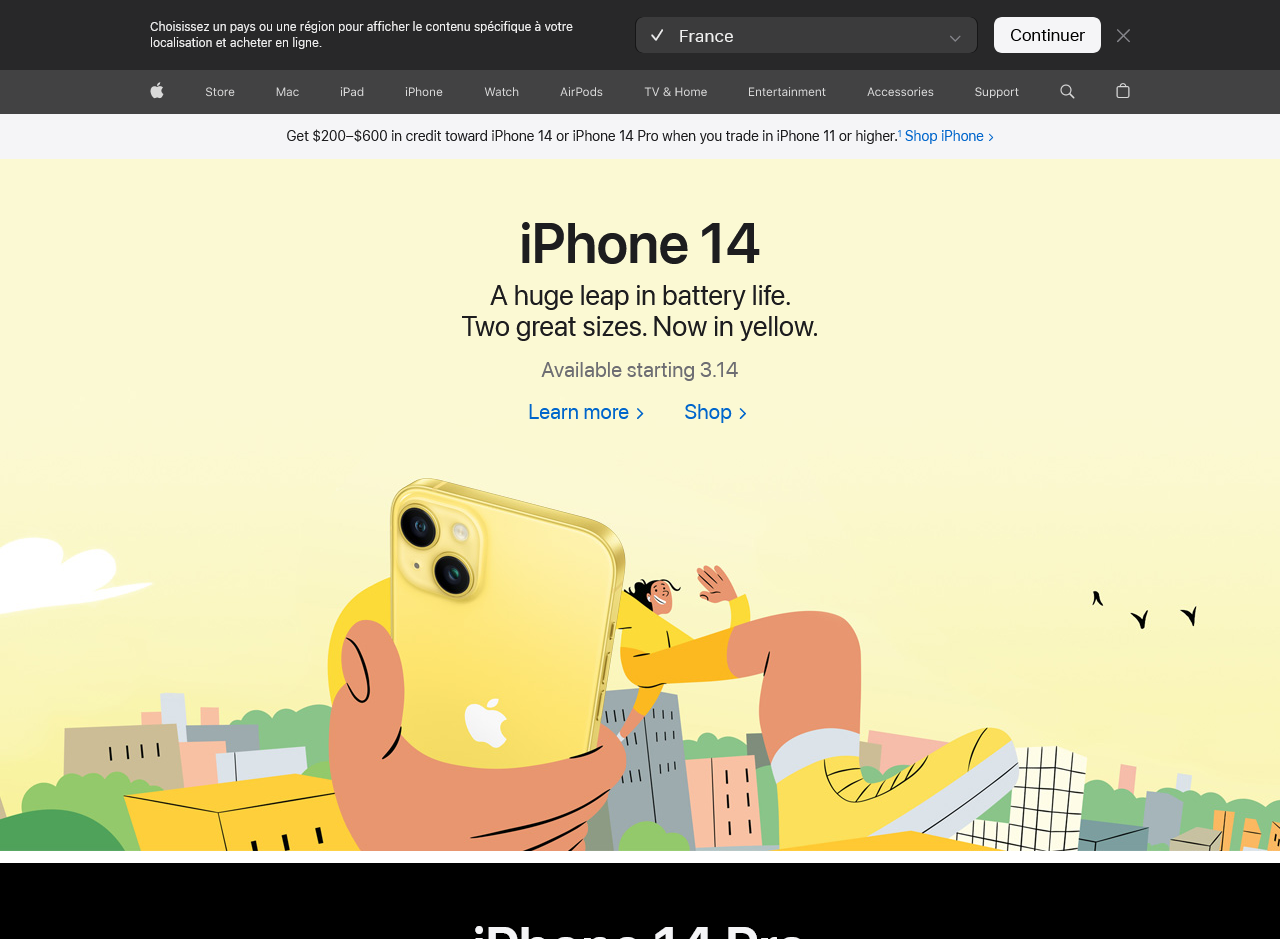 Choisissez un pays ou une région pour afficher le contenu spécifique à votre
localisation et acheter en ligne.
France
Continuer
Store
Mac
iPad
iPhone
Watch
AirPods
TV & Home
Entertainment
Accessories
Support
Get $200–$600 in credit toward iPhone 14 or iPhone 14 Pro when you trade in iPhone 11 or higher.¹ Shop iPhone >
iPhone 14
A huge leap in battery life.
Two great sizes. Now in yellow.
Available starting 3.14
Learn more >
Shop >
iPhone 14 Pro